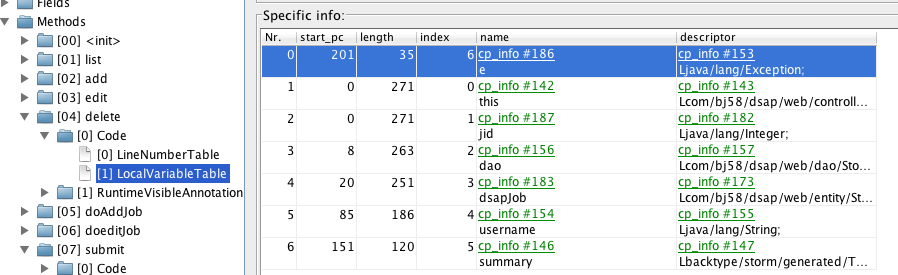 Fields
Methods
[00] <init>
[01] list
[02] add
[03] edit
[04] delete
[0] Code
[0] LineNumberTable
[1] LocalVariableTable
[1] RuntimeVisibleAnnotation
[05] doAddJob
[06] doeditJob
[07] submit
[0] Code
Specific info:
Nr. start_pc length index name descriptor
0 201 35 6 cp_info #186 cp_info #153
e Ljava/lang/Exception;
1 0 271 0 cp_info #142 cp_info #143
this Lcom/bj58/dsap/web/controll...
2 0 271 1 cp_info #187 cp_info #182
jid Ljava/lang/Integer;
3 8 263 2 cp_info #156 cp_info #157
dao Lcom/bj58/dsap/web/dao/Sto...
4 20 251 3 cp_info #183 cp_info #173
dsapJob Lcom/bj58/dsap/web/entity/St...
5 85 186 4 cp_info #154 cp_info #155
username Ljava/lang/String;
6 151 120 5 cp_info #146 cp_info #147
summary Lbacktype/storm/generated/T...